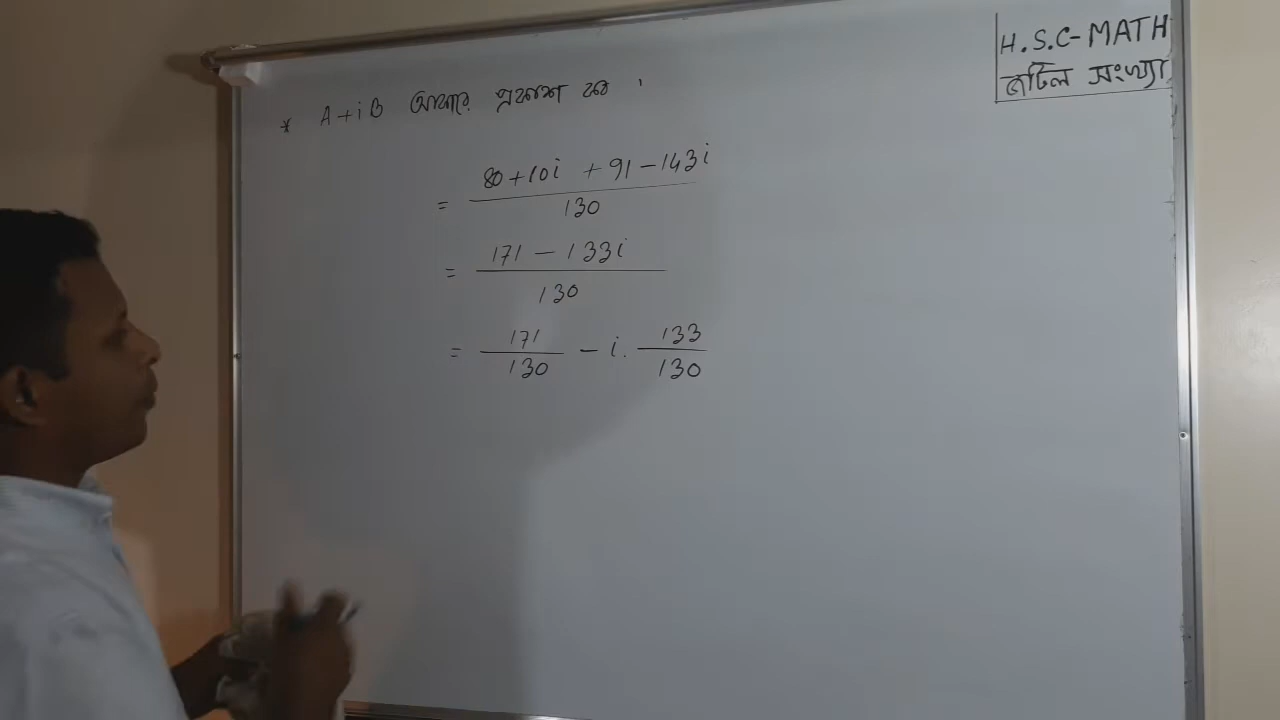 H.S.C-MATH
জটিল সংখ্যা
* A+iB আকারে প্রকাশ কর ।
= (80+10i +91-143i)/130
= (171-133i)/130
= 171/130 - i. 133/130